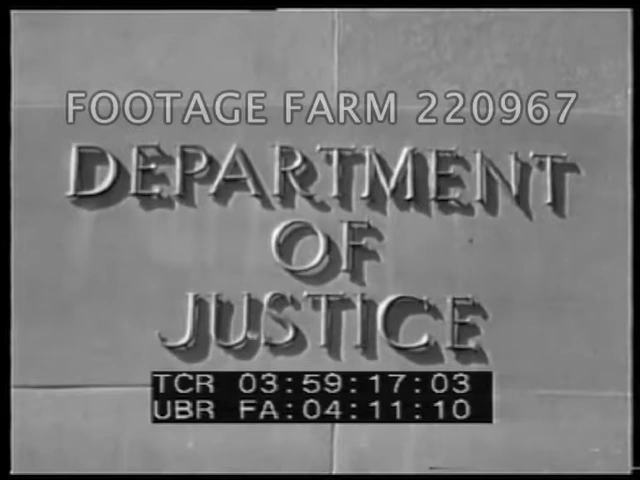 FOOTAGE FARM 220967
DEPARTMENT
OF
JUSTICE
TCR 03:59:17:03
UBR FA:04:11:10